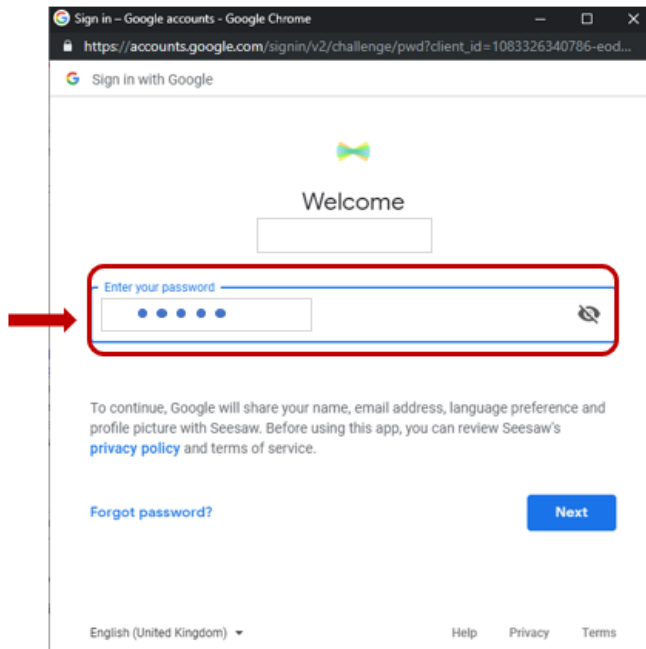 Sign in – Google accounts - Google Chrome
https://accounts.google.com/signin/v2/challenge/pwd?client_id=1083326340786-eod...
Sign in with Google
Welcome
Enter your password
To continue, Google will share your name, email address, language preference and
profile picture with Seesaw. Before using this app, you can review Seesaw's
privacy policy and terms of service.
Forgot password?
Next
English (United Kingdom)
Help Privacy Terms